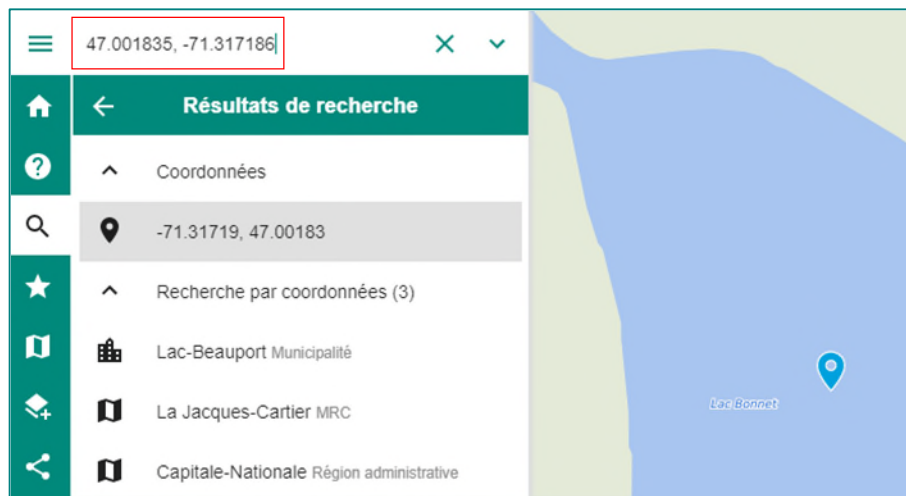 47.001835, -71.317186
Résultats de recherche
Coordonnées
-71.31719, 47.00183
Recherche par coordonnées (3)
Lac-Beauport Municipalité
La Jacques-Cartier MRC
Capitale-Nationale Région administrative
Lac Bonnet